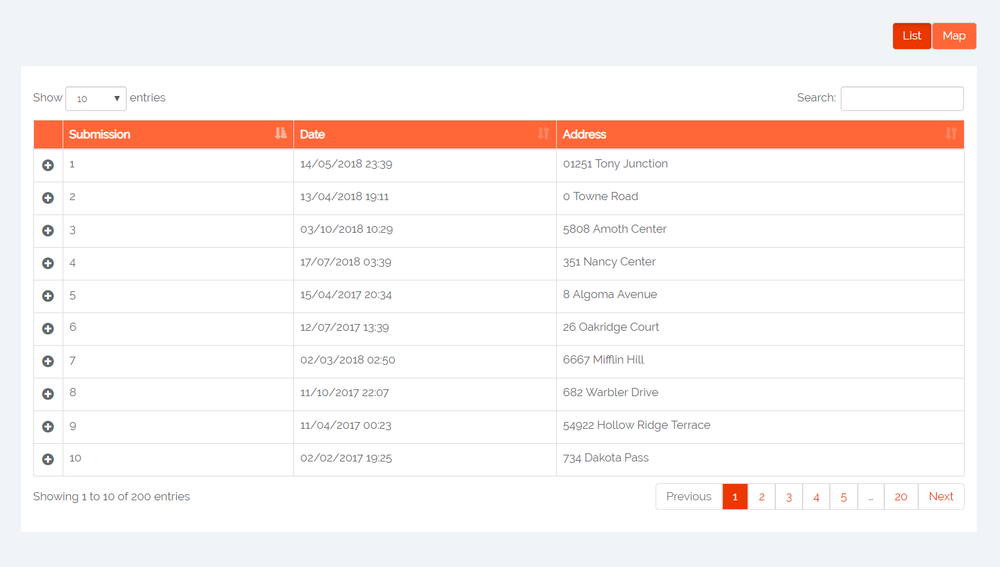 List Map
Show 10 entries Search:
Submission Date Address
1 14/05/2018 23:39 01251 Tony Junction
2 13/04/2018 19:11 0 Towne Road
3 03/10/2018 10:29 5808 Amoth Center
4 17/07/2018 03:39 351 Nancy Center
5 15/04/2017 20:34 8 Algoma Avenue
6 12/07/2017 13:39 26 Oakridge Court
7 02/03/2018 02:50 6667 Mifflin Hill
8 11/10/2017 22:07 682 Warbler Drive
9 11/04/2017 00:23 54922 Hollow Ridge Terrace
10 02/02/2017 19:25 734 Dakota Pass
Showing 1 to 10 of 200 entries Previous 1 2 3 4 5 … 20 Next